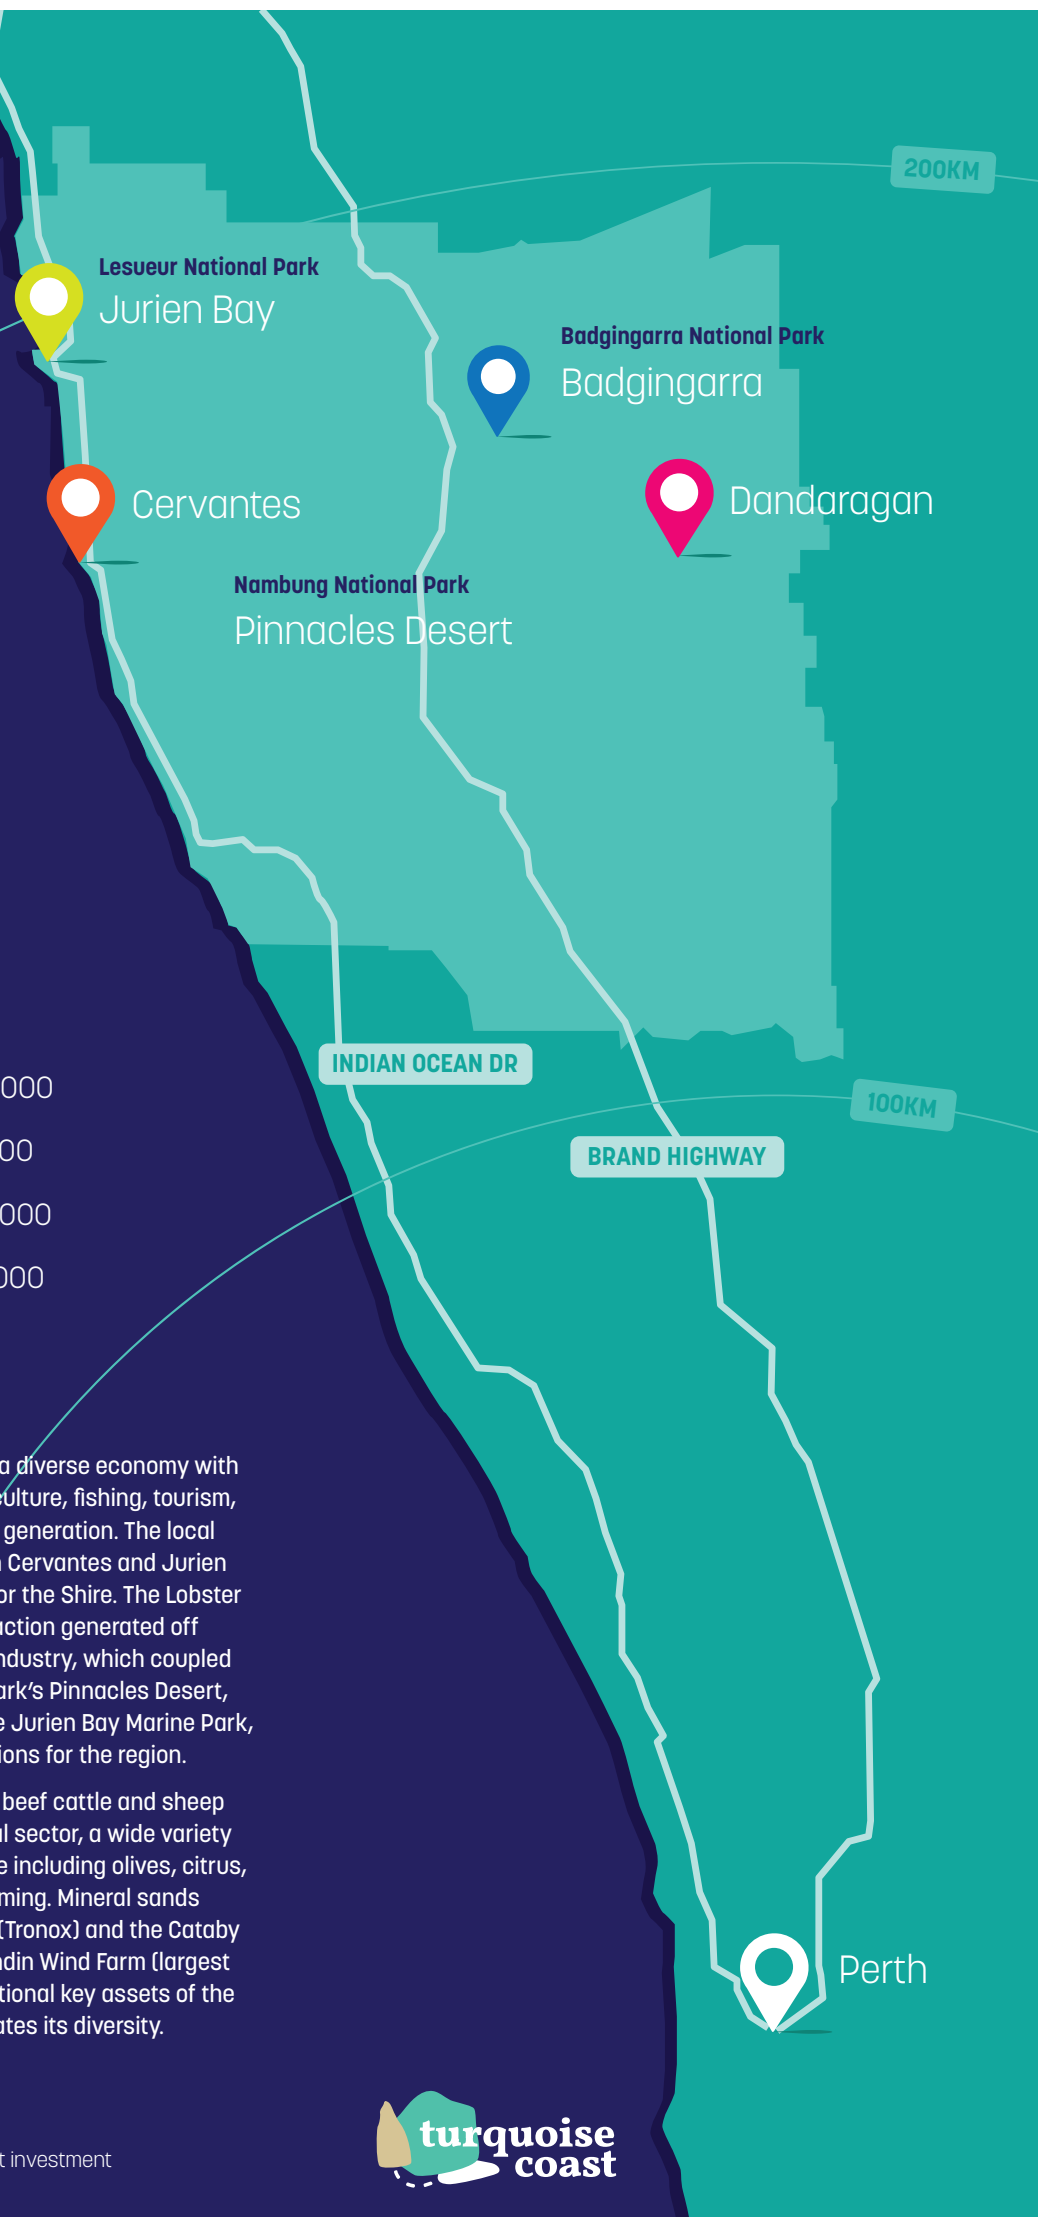 200KM
Lesueur National Park
Jurien Bay
Badgingarra National Park
Badgingarra
Dandaragan
Cervantes
Nambung National Park
Pinnacles Desert
INDIAN OCEAN DR
000
00
000
000
100KM
BRAND HIGHWAY
a diverse economy with
culture, fishing, tourism,
generation. The local
Cervantes and Jurien
or the Shire. The Lobster
action generated off
industry, which coupled
ark's Pinnacles Desert,
e Jurien Bay Marine Park,
ions for the region.
beef cattle and sheep
al sector, a wide variety
e including olives, citrus,
ming. Mineral sands
(Tronox) and the Cataby
ndin Wind Farm (largest
tional key assets of the
ates its diversity.
Perth
t investment
turquoise
coast